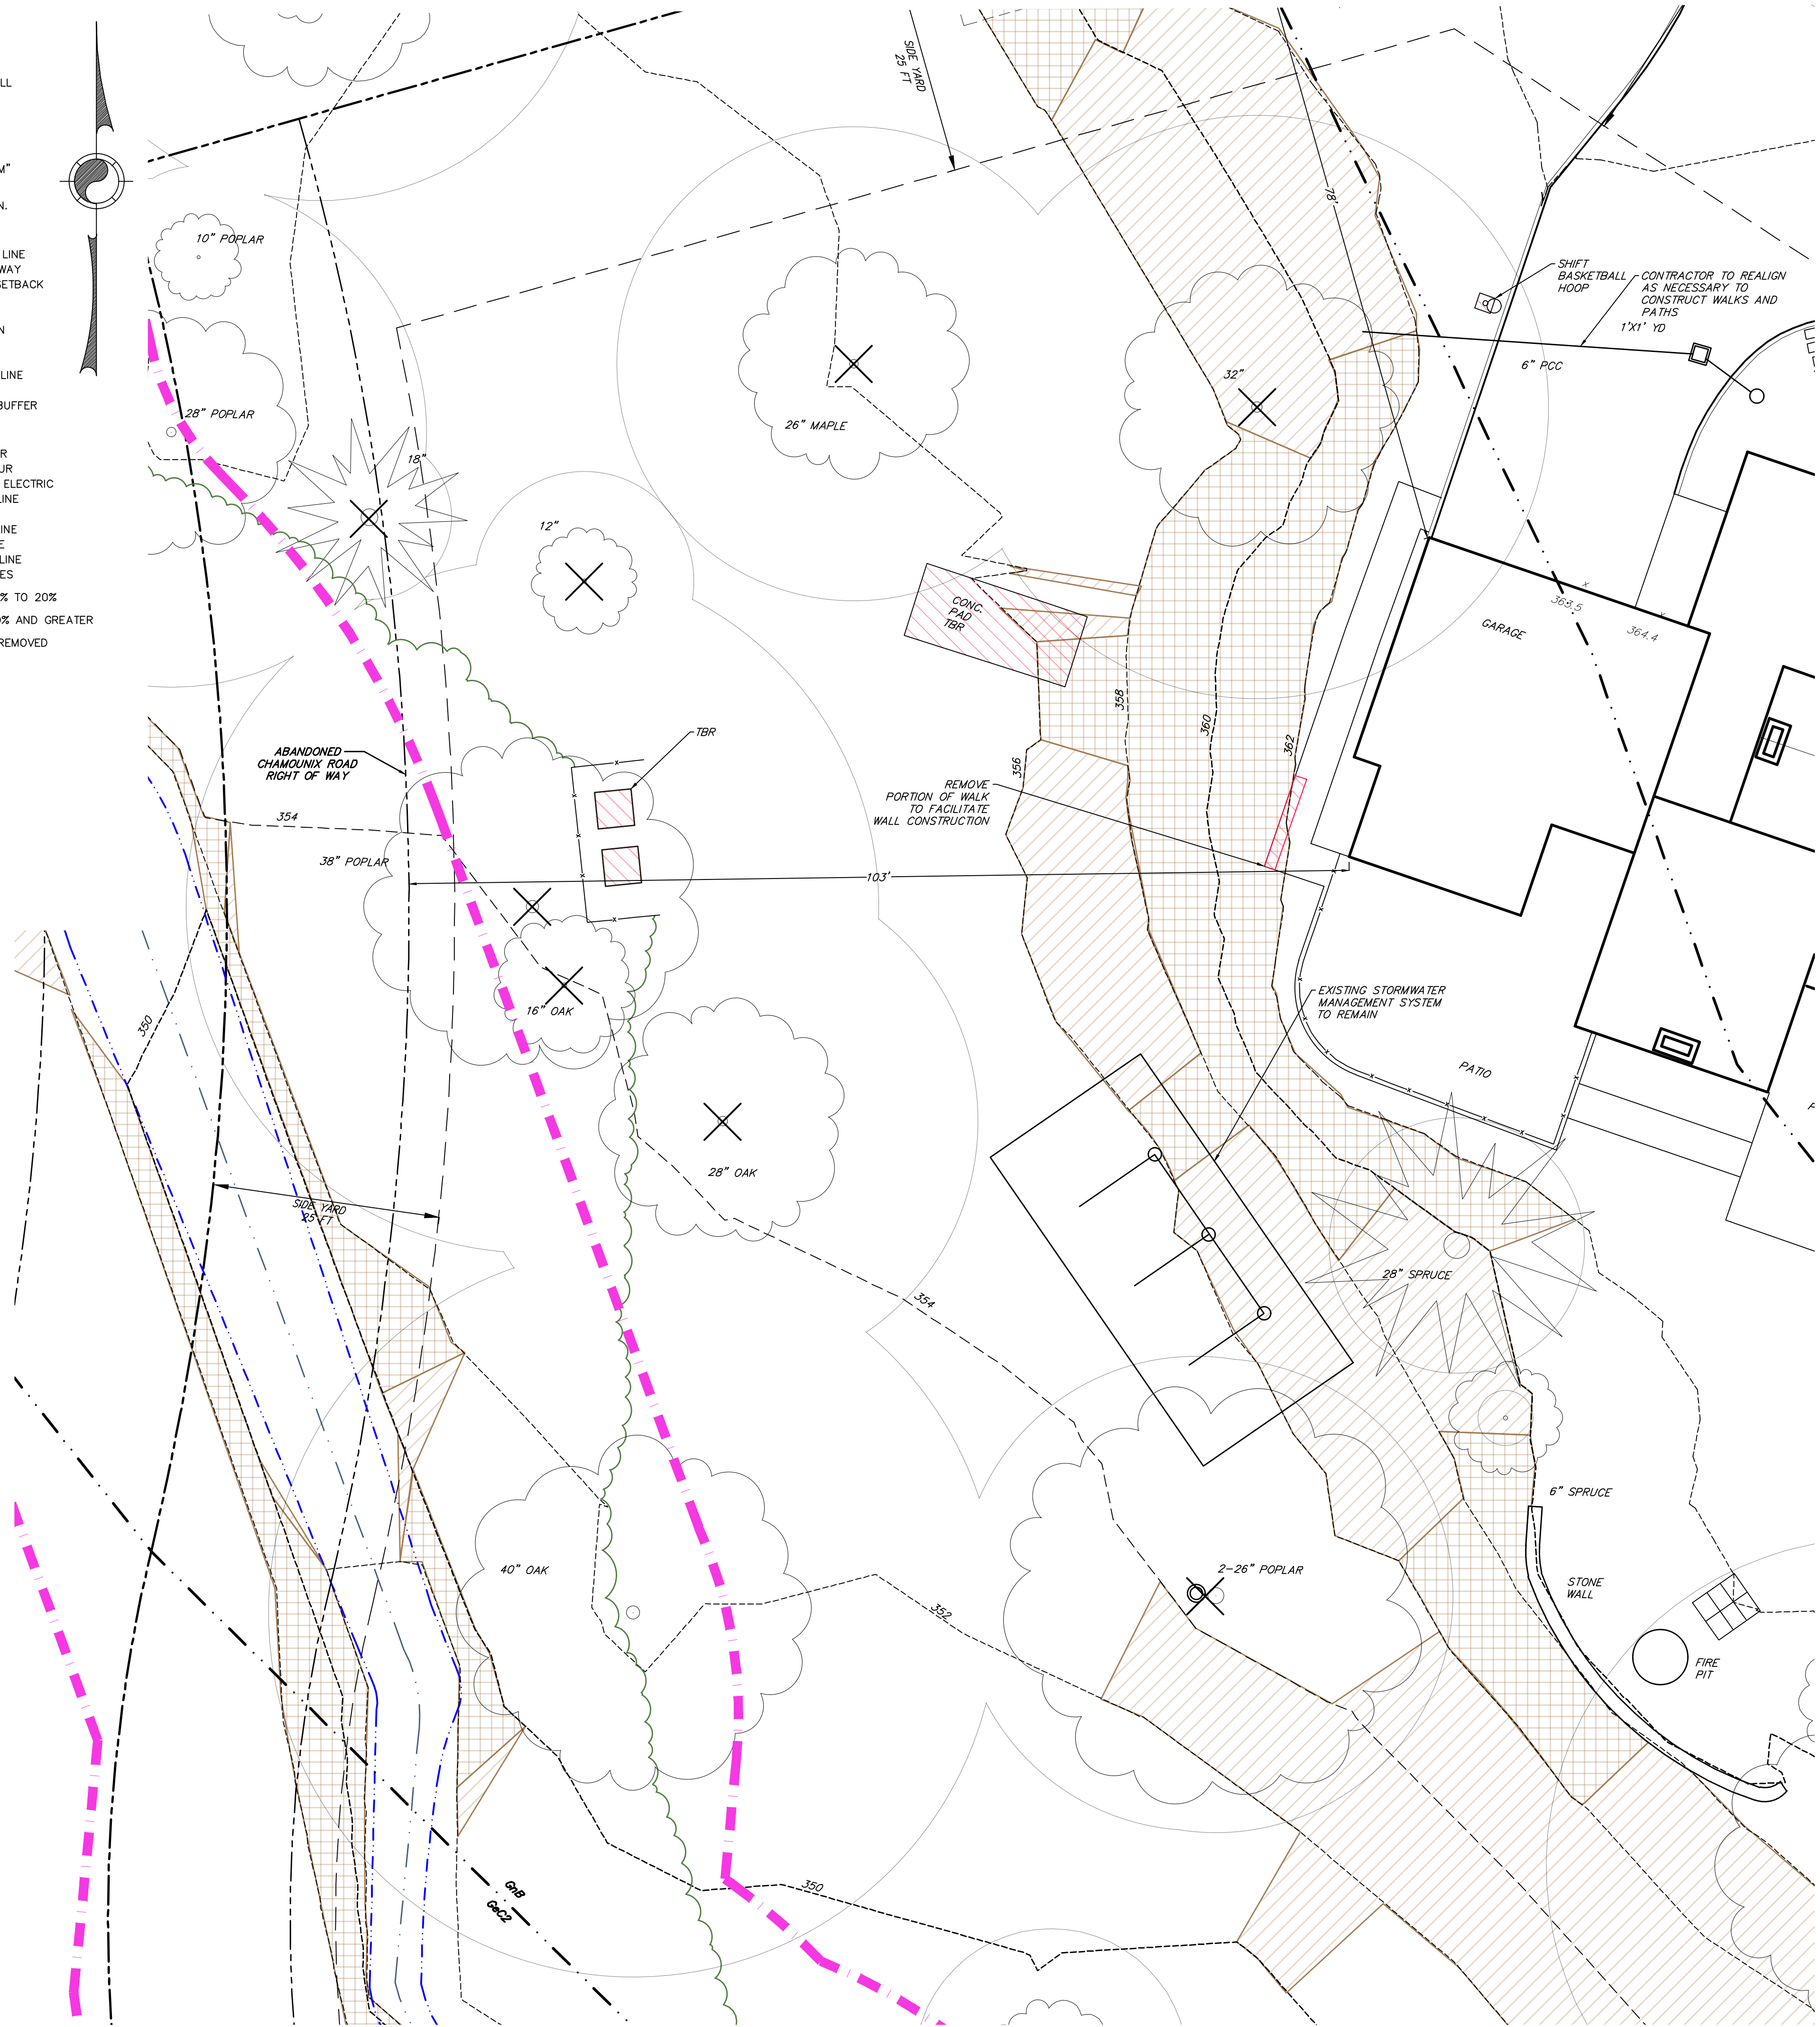 LL
M"
N.
LINE
WAY
SETBACK
N
LINE
BUFFER
R
UR
ELECTRIC
LINE
INE
E
LINE
ES
% TO 20%
0% AND GREATER
REMOVED
SIDE YARD
25 FT
78'
10" POPLAR
SHIFT
BASKETBALL
HOOP
CONTRACTOR TO REALIGN
AS NECESSARY TO
CONSTRUCT WALKS AND
PATHS
1'X1' YD
6" PCC
28" POPLAR
18"
26" MAPLE
32"
12"
CONC.
PAD
TBR
363.5
364.4
GARAGE
358
360
362
356
TBR
ABANDONED
CHAMOUNIX ROAD
RIGHT OF WAY
REMOVE
PORTION OF WALK
TO FACILITATE
WALL CONSTRUCTION
354
38" POPLAR
103'
350
16" OAK
EXISTING STORMWATER
MANAGEMENT SYSTEM
TO REMAIN
PATIO
28" OAK
SIDE YARD
25 FT
28" SPRUCE
354
6" SPRUCE
40" OAK
2-26" POPLAR
STONE
WALL
352
FIRE
PIT
350
GnB
GeC2